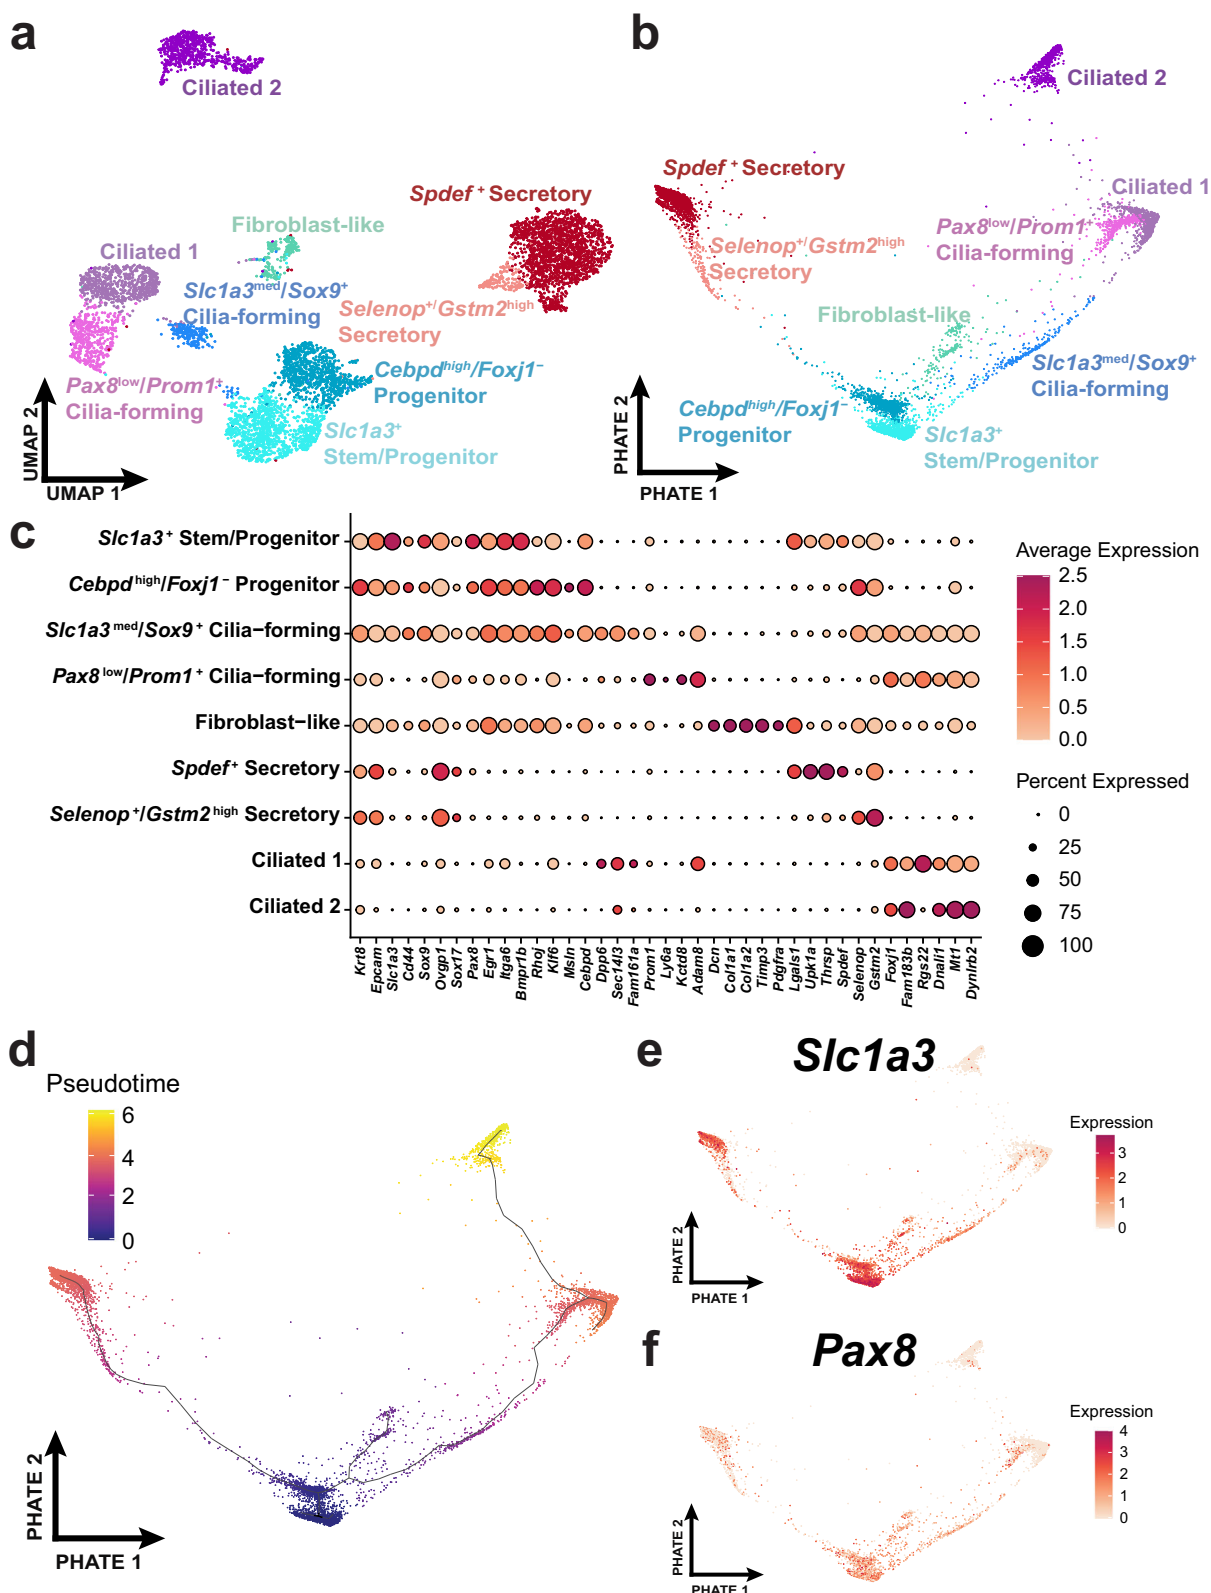 a
Ciliated 2
Spdef + Secretory
Fibroblast-like
Ciliated 1
Slc1a3med/Sox9+
Cilia-forming
Selenop+/Gstm2high
Secretory
Cebpdhigh/Foxj1−
Progenitor
Pax8low/Prom1+
Cilia-forming
Slc1a3+
Stem/Progenitor
UMAP 2
UMAP 1
b
Ciliated 2
Spdef + Secretory
Ciliated 1
Selenop+/Gstm2high
Secretory
Pax8low/Prom1+
Cilia-forming
Fibroblast-like
Slc1a3med/Sox9+
Cilia-forming
Cebpdhigh/Foxj1−
Progenitor
Slc1a3+
Stem/Progenitor
PHATE 2
PHATE 1
c
Slc1a3+ Stem/Progenitor
Cebpdhigh/Foxj1− Progenitor
Slc1a3med/Sox9+ Cilia−forming
Pax8low/Prom1+ Cilia−forming
Fibroblast−like
Spdef+ Secretory
Selenop+/Gstm2high Secretory
Ciliated 1
Ciliated 2
Krt8
Epcam
Slc1a3
Cd44
Sox9
Ovgp1
Sox17
Pax8
Egr1
Itga6
Bmpr1b
Rhoj
Klf6
Msln
Cebpd
Dpp6
Sec14l3
Fam161a
Prom1
Ly6a
Kctd8
Adam8
Dcn
Col1a1
Col1a2
Timp3
Pdgfra
Lgals1
Upk1a
Thrsp
Spdef
Selenop
Gstm2
Foxj1
Fam183b
Rgs22
Dnali1
Mt1
Dynlrb2
Average Expression
2.5
2.0
1.5
1.0
0.5
0.0
Percent Expressed
0
25
50
75
100
d
Pseudotime
6
4
2
0
PHATE 2
PHATE 1
e
Slc1a3
Expression
3
2
1
0
PHATE 2
PHATE 1
f
Pax8
Expression
4
3
2
1
0
PHATE 2
PHATE 1